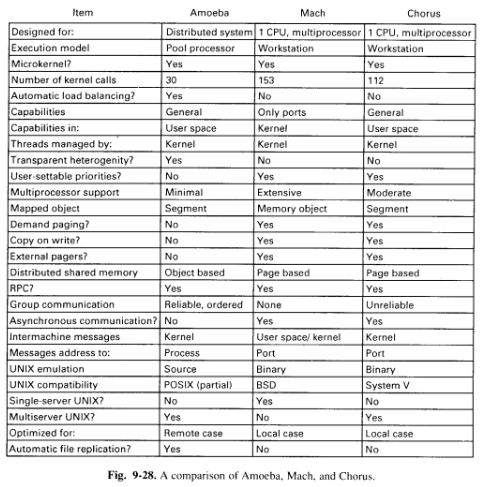 Item Amoeba Mach Chorus
Designed for: Distributed system 1 CPU, multiprocessor 1 CPU, multiprocessor
Execution model Pool processor Workstation Workstation
Microkernel? Yes Yes Yes
Number of kernel calls 30 153 112
Automatic load balancing? Yes No No
Capabilities General Only ports General
Capabilities in: User space Kernel User space
Threads managed by: Kernel Kernel Kernel
Transparent heterogenity? Yes No No
User-settable priorities? No Yes Yes
Multiprocessor support Minimal Extensive Moderate
Mapped object Segment Memory object Segment
Demand paging? No Yes Yes
Copy on write? No Yes Yes
External pagers? No Yes Yes
Distributed shared memory Object based Page based Page based
RPC? Yes Yes Yes
Group communication Reliable, ordered None Unreliable
Asynchronous communication? No Yes Yes
Intermachine messages Kernel User space/ kernel Kernel
Messages address to: Process Port Port
UNIX emulation Source Binary Binary
UNIX compatibility POSIX (partial) BSD System V
Single-server UNIX? No Yes No
Multiserver UNIX? Yes No Yes
Optimized for: Remote case Local case Local case
Automatic file replication? Yes No No
Fig. 9-28. A comparison of Amoeba, Mach, and Chorus.